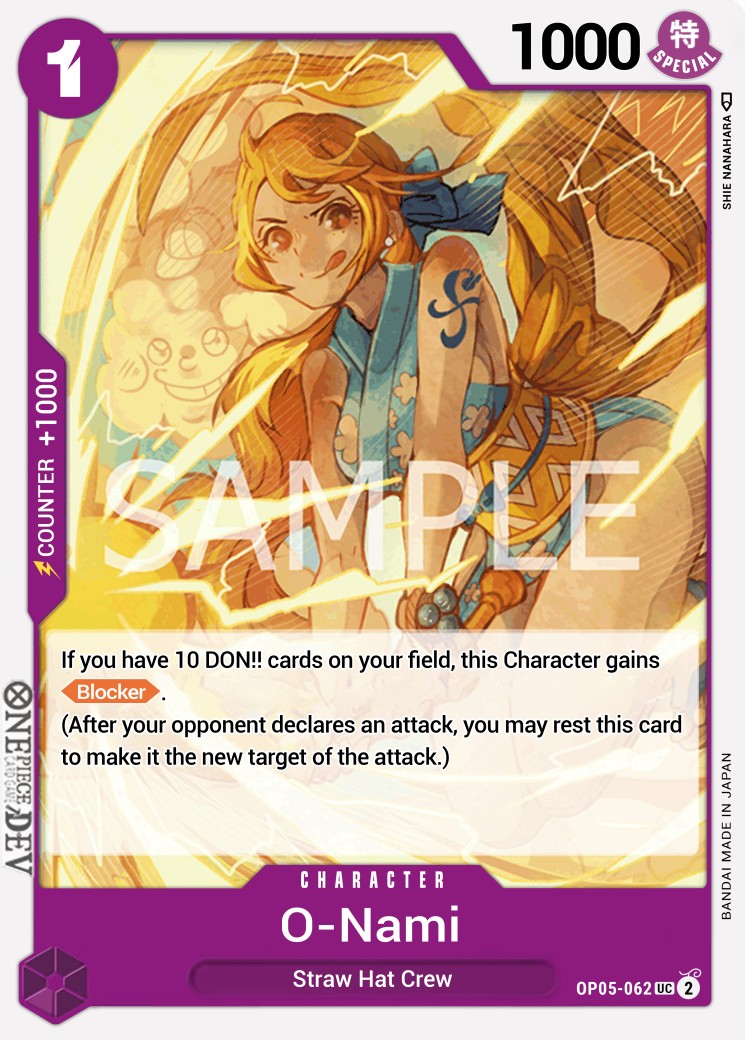 1
1000
特
SPECIAL
SHIE NANAHARA
COUNTER +1000
SAMPLE
If you have 10 DON!! cards on your field, this Character gains
Blocker.
(After your opponent declares an attack, you may rest this card
to make it the new target of the attack.)
ONE PIECE
CARD GAME
DEV
BANDAI MADE IN JAPAN
CHARACTER
O-Nami
Straw Hat Crew
OP05-062 UC 2